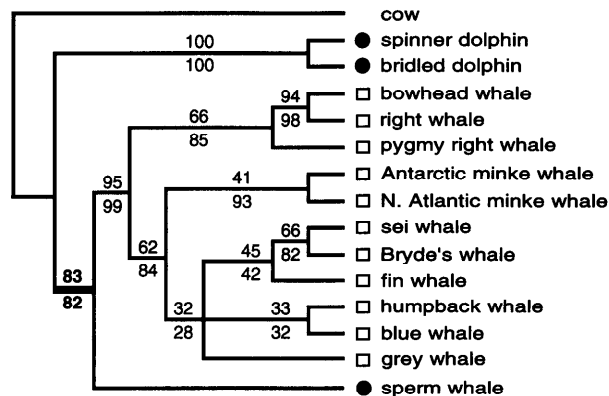 cow
100
spinner dolphin
100
bridled dolphin
94
bowhead whale
66
98
right whale
85
pygmy right whale
95
41
Antarctic minke whale
99
93
N. Atlantic minke whale
66
sei whale
62
45
82
Bryde's whale
84
42
fin whale
83
32
33
humpback whale
82
28
32
blue whale
grey whale
sperm whale